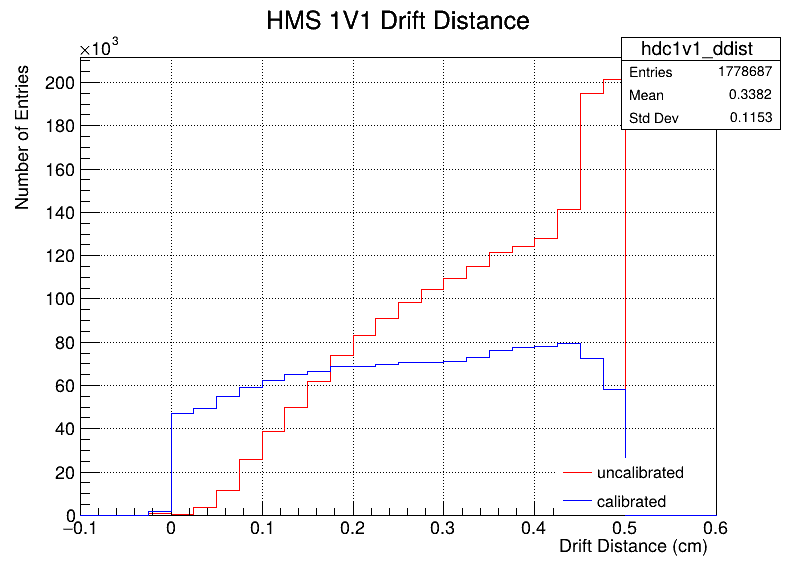 HMS 1V1 Drift Distance
×10³
hdc1v1_ddist
Entries 1778687
Mean 0.3382
Std Dev 0.1153
Number of Entries
200
180
160
140
120
100
80
60
40
20
0
uncalibrated
calibrated
−0.1 0 0.1 0.2 0.3 0.4 0.5 0.6
Drift Distance (cm)